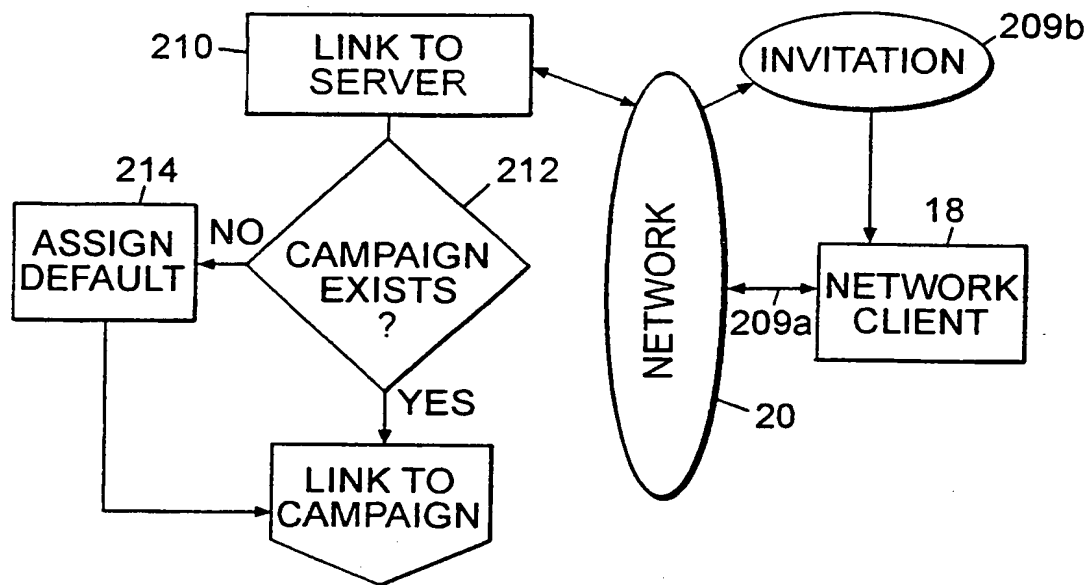 210
LINK TO
SERVER
209b
INVITATION
214
212
18
ASSIGN
DEFAULT
NO
CAMPAIGN
EXISTS
?
NETWORK
209a
NETWORK
CLIENT
YES
20
LINK TO
CAMPAIGN